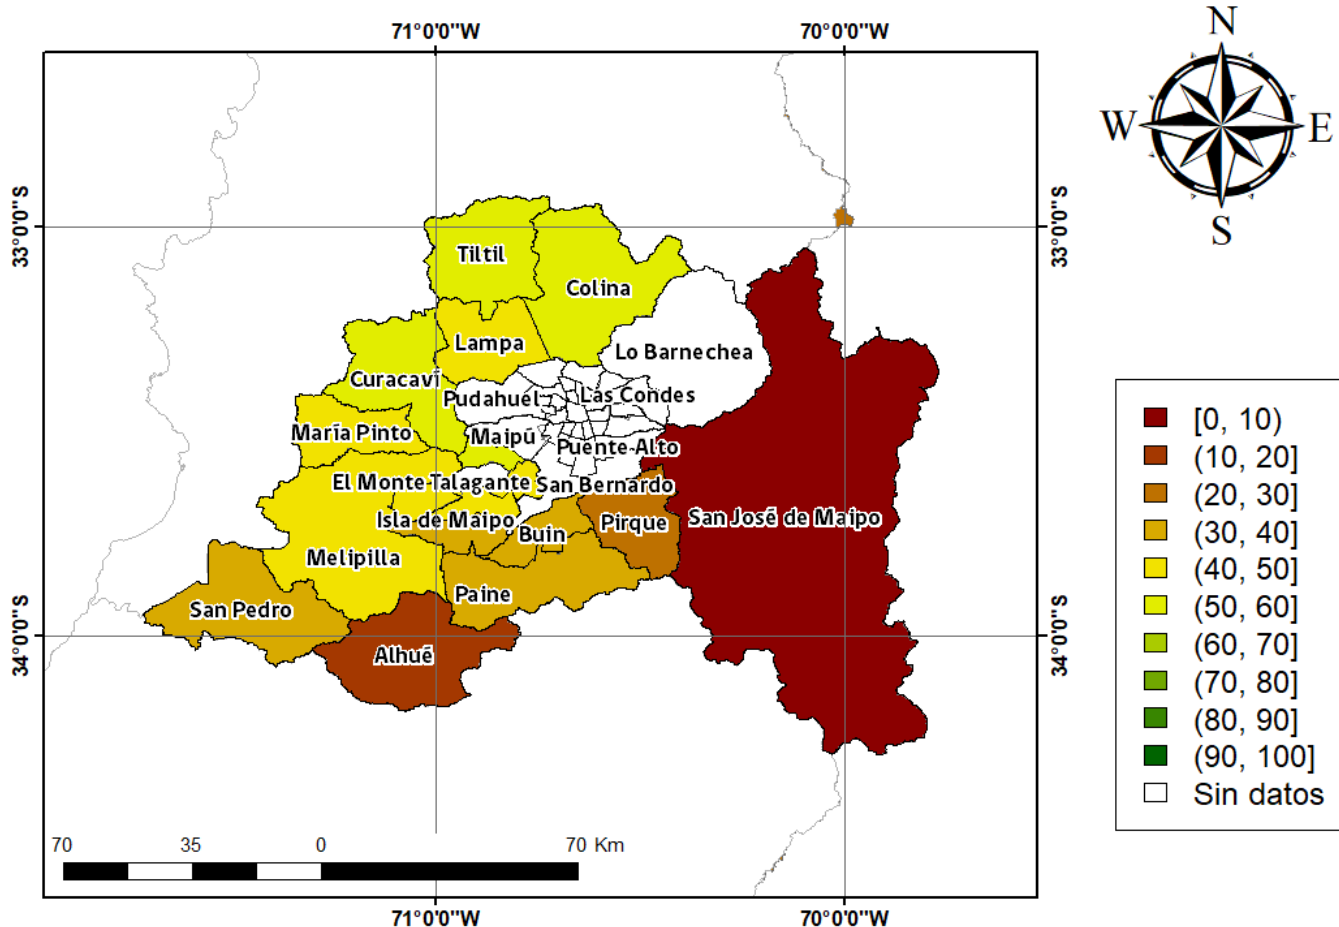 71°0'0"W
70°0'0"W
N
W
E
S
33°0'0"S
33°0'0"S
Tiltil
Colina
Lampa
Lo Barnechea
Curacaví
Pudahuel
Las Condes
María Pinto
Maipú
Puente Alto
El Monte
Talagante
San Bernardo
Isla de Maipo
Buin
Pirque
San José de Maipo
Melipilla
Paine
San Pedro
Alhué
34°0'0"S
34°0'0"S
[0, 10)
(10, 20]
(20, 30]
(30, 40]
(40, 50]
(50, 60]
(60, 70]
(70, 80]
(80, 90]
(90, 100]
Sin datos
70 35 0 70 Km
71°0'0"W
70°0'0"W